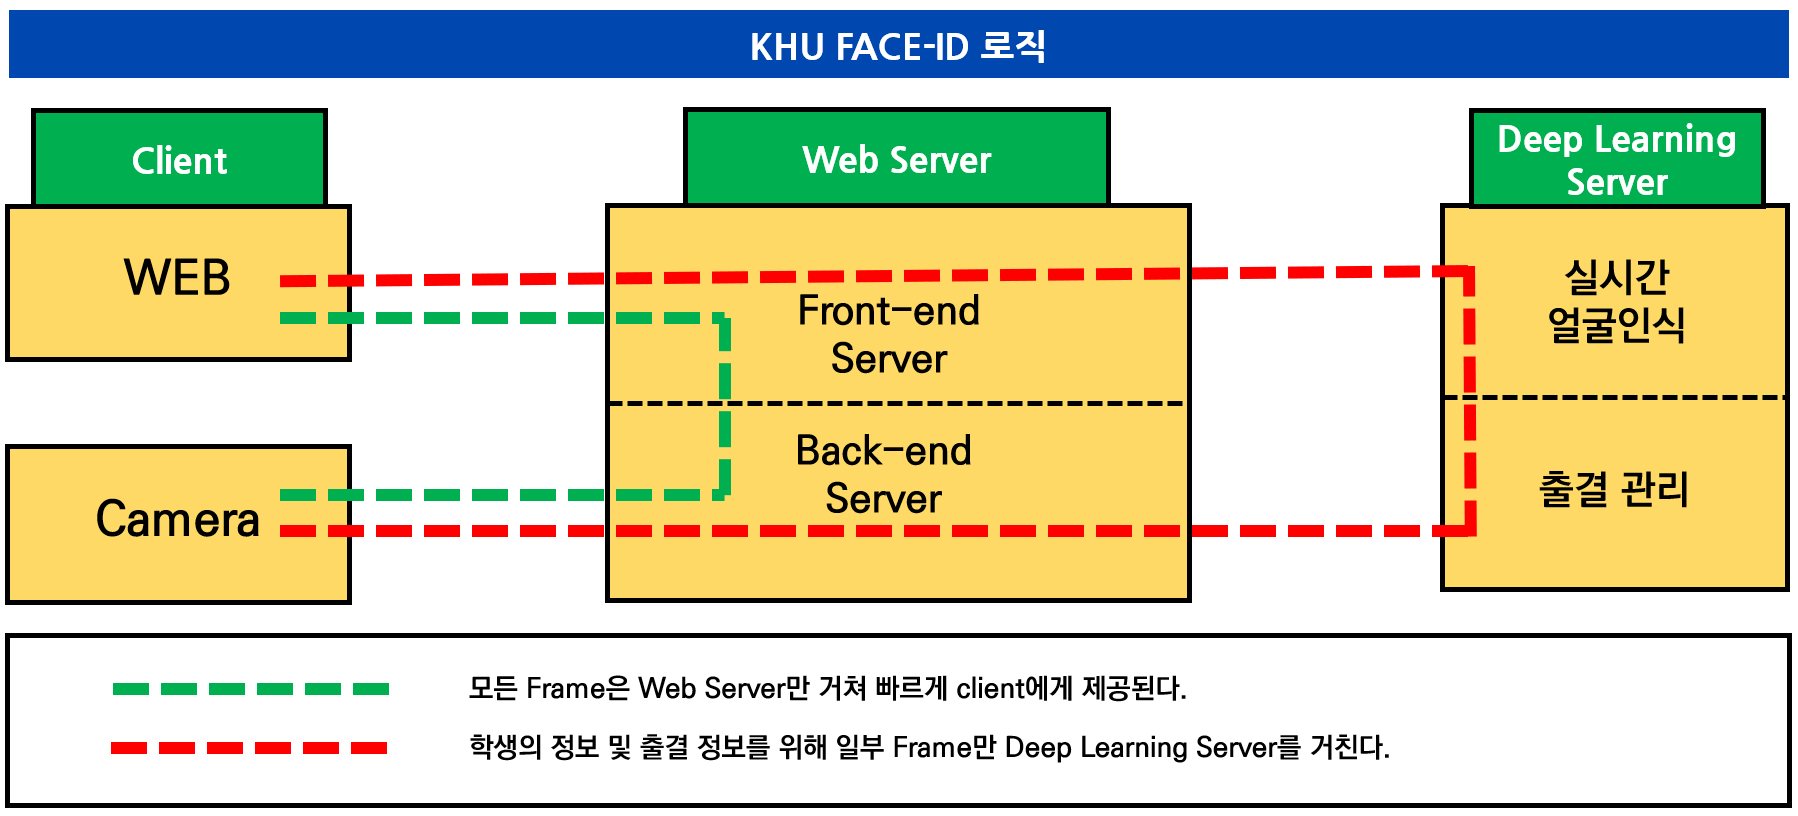 KHU FACE-ID 로직
Client
Web Server
Deep Learning
Server
WEB
Front-end
Server
실시간
얼굴인식
Camera
Back-end
Server
출결 관리
모든 Frame은 Web Server만 거쳐 빠르게 client에게 제공된다.
학생의 정보 및 출결 정보를 위해 일부 Frame만 Deep Learning Server를 거친다.